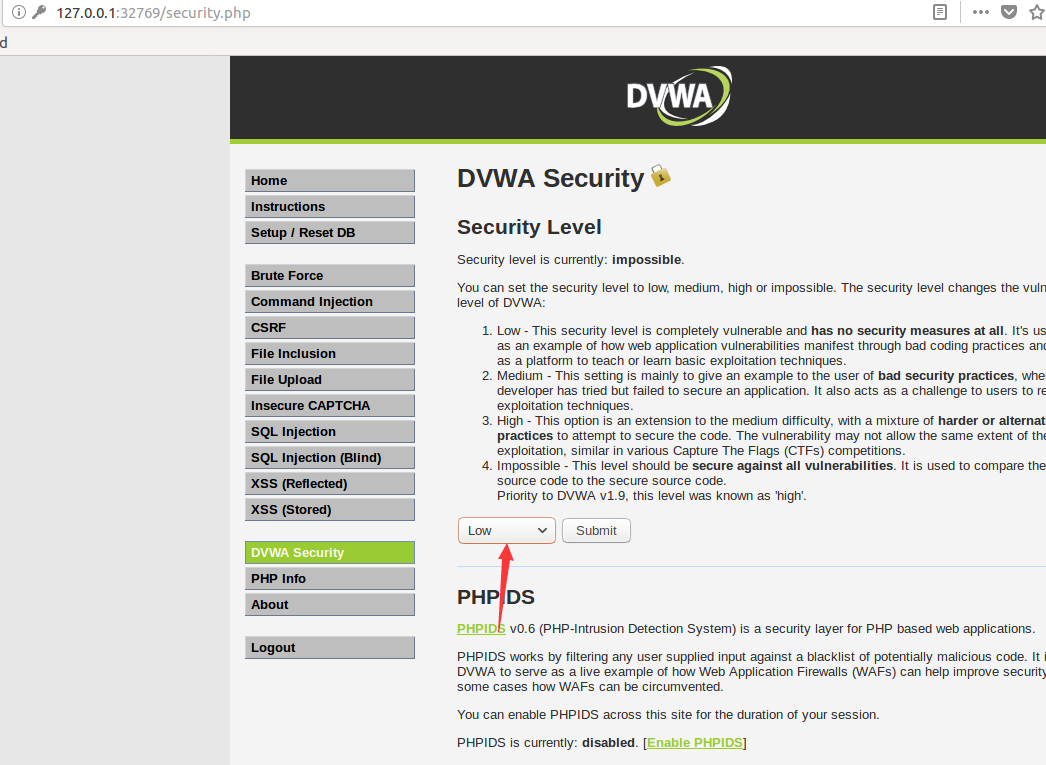 127.0.0.1:32769/security.php
d
DVWA
Home
Instructions
Setup / Reset DB
Brute Force
Command Injection
CSRF
File Inclusion
File Upload
Insecure CAPTCHA
SQL Injection
SQL Injection (Blind)
XSS (Reflected)
XSS (Stored)
DVWA Security
PHP Info
About
Logout
DVWA Security
Security Level
Security level is currently: impossible.
You can set the security level to low, medium, high or impossible. The security level changes the vuln
level of DVWA:
1. Low - This security level is completely vulnerable and has no security measures at all. It's us
as an example of how web application vulnerabilities manifest through bad coding practices and
as a platform to teach or learn basic exploitation techniques.
2. Medium - This setting is mainly to give an example to the user of bad security practices, whe
developer has tried but failed to secure an application. It also acts as a challenge to users to re
exploitation techniques.
3. High - This option is an extension to the medium difficulty, with a mixture of harder or alternati
practices to attempt to secure the code. The vulnerability may not allow the same extent of the
exploitation, similar in various Capture The Flags (CTFs) competitions.
4. Impossible - This level should be secure against all vulnerabilities. It is used to compare the
source code to the secure source code.
Priority to DVWA v1.9, this level was known as 'high'.
Low
Submit
PHPIDS
PHPIDS v0.6 (PHP-Intrusion Detection System) is a security layer for PHP based web applications.
PHPIDS works by filtering any user supplied input against a blacklist of potentially malicious code. It i
DVWA to serve as a live example of how Web Application Firewalls (WAFs) can help improve security
some cases how WAFs can be circumvented.
You can enable PHPIDS across this site for the duration of your session.
PHPIDS is currently: disabled. [Enable PHPIDS]